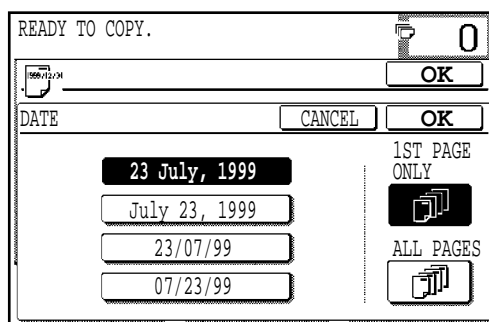 READY TO COPY.
0
1999/12/31
OK
DATE
CANCEL
OK
23 July, 1999
July 23, 1999
23/07/99
07/23/99
1ST PAGE
ONLY
ALL PAGES